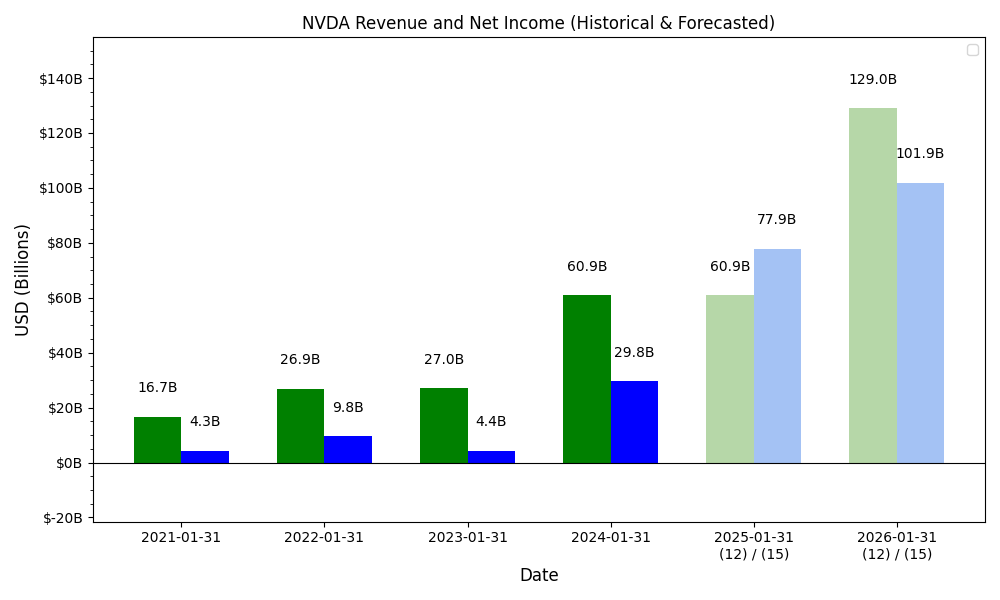 NVDA Revenue and Net Income (Historical & Forecasted)
USD (Billions)
$140B
$120B
$100B
$80B
$60B
$40B
$20B
$0B
$-20B
16.7B
4.3B
26.9B
9.8B
27.0B
4.4B
60.9B
29.8B
60.9B
77.9B
129.0B
101.9B
2021-01-31
2022-01-31
2023-01-31
2024-01-31
2025-01-31
(12) / (15)
2026-01-31
(12) / (15)
Date